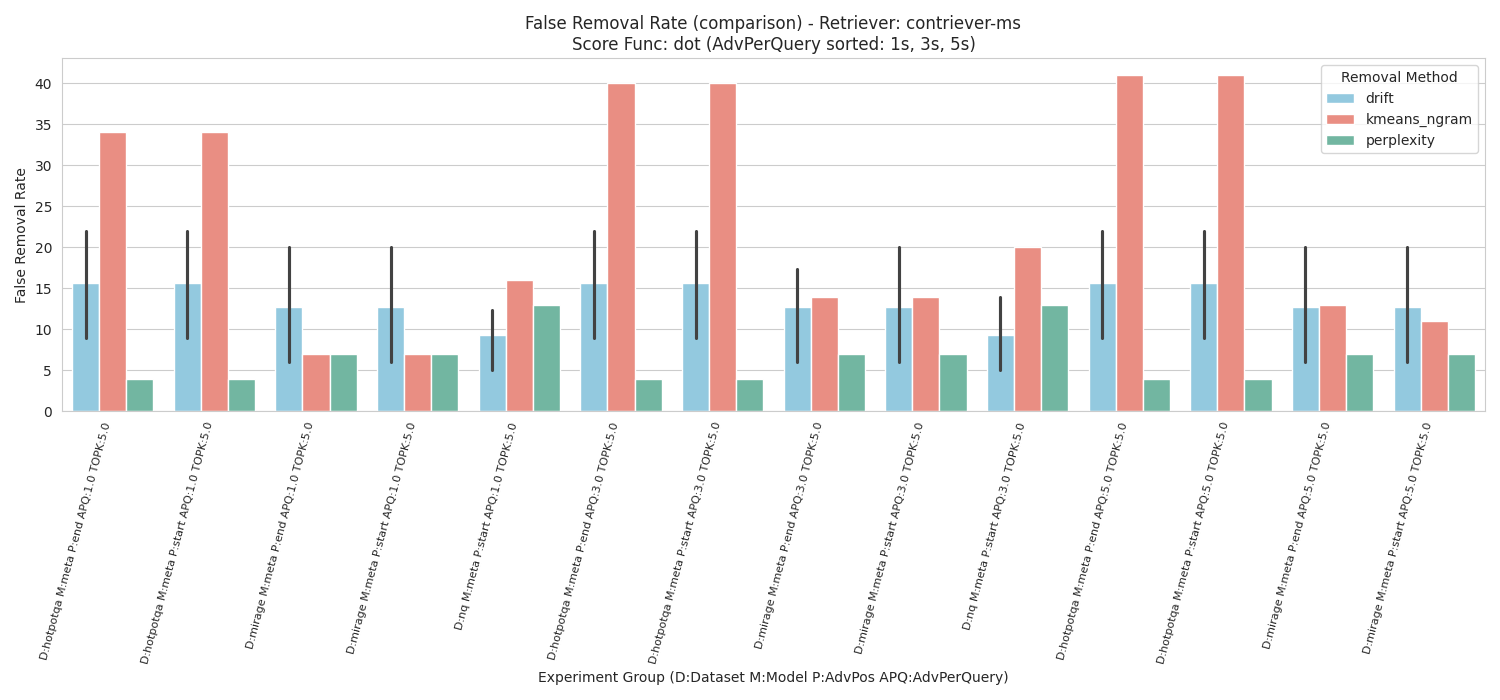 False Removal Rate (comparison) - Retriever: contriever-ms
Score Func: dot (AdvPerQuery sorted: 1s, 3s, 5s)
Removal Method
drift
kmeans_ngram
perplexity
False Removal Rate
40
35
30
25
20
15
10
5
0
D:hotpotqa M:meta P:end APQ:1.0 TOPK:5.0
D:hotpotqa M:meta P:start APQ:1.0 TOPK:5.0
D:mirage M:meta P:end APQ:1.0 TOPK:5.0
D:mirage M:meta P:start APQ:1.0 TOPK:5.0
D:nq M:meta P:start APQ:1.0 TOPK:5.0
D:hotpotqa M:meta P:end APQ:3.0 TOPK:5.0
D:hotpotqa M:meta P:start APQ:3.0 TOPK:5.0
D:mirage M:meta P:end APQ:3.0 TOPK:5.0
D:mirage M:meta P:start APQ:3.0 TOPK:5.0
D:nq M:meta P:start APQ:3.0 TOPK:5.0
D:hotpotqa M:meta P:end APQ:5.0 TOPK:5.0
D:hotpotqa M:meta P:start APQ:5.0 TOPK:5.0
D:mirage M:meta P:end APQ:5.0 TOPK:5.0
D:mirage M:meta P:start APQ:5.0 TOPK:5.0
Experiment Group (D:Dataset M:Model P:AdvPos APQ:AdvPerQuery)